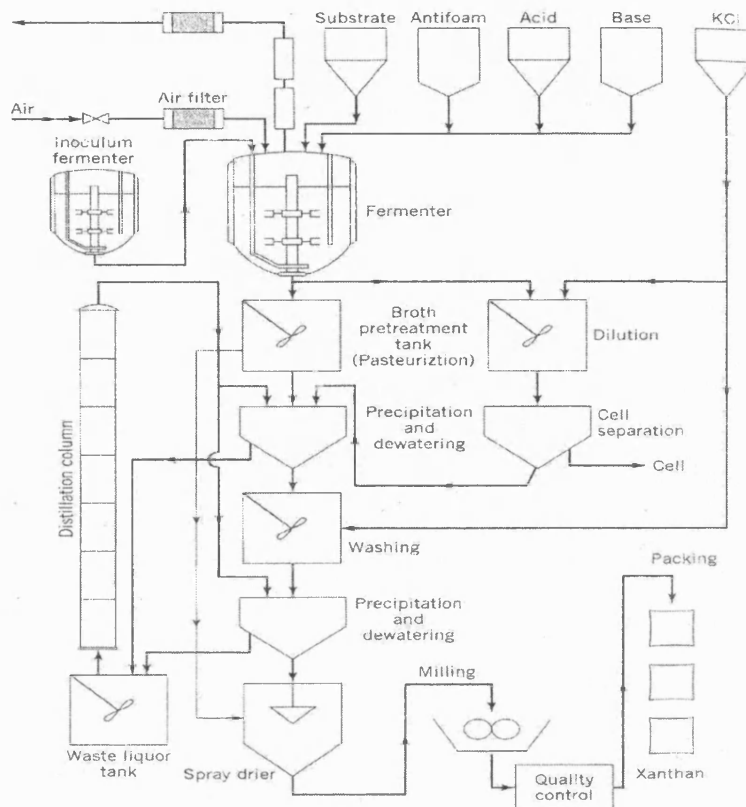 Substrate
Antifoam
Acid
Base
KCl
Air
Air filter
Inoculum
fermenter
Fermenter
Broth
pretreatment
tank
(Pasteuriztion)
Dilution
Precipitation
and
dewatering
Cell
separation
Cell
Distillation column
Washing
Precipitation
and
dewatering
Packing
Milling
Waste liquor
tank
Spray drier
Quality
control
Xanthan